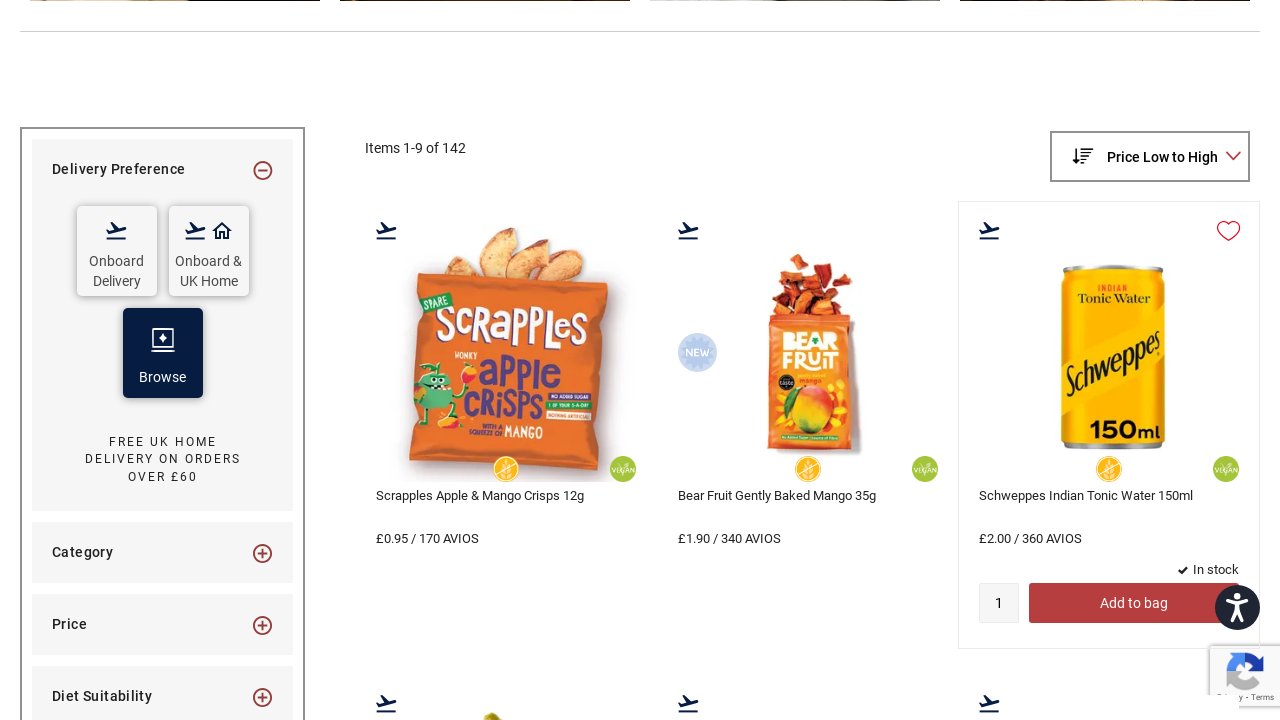 Delivery Preference
Onboard
Delivery
Onboard &
UK Home
Browse
FREE UK HOME
DELIVERY ON ORDERS
OVER £60
Category
Price
Diet Suitability
Items 1-9 of 142
Price Low to High
SPARE
SCRAPPLES
WONKY
APPLE
CRISPS
NO ADDED SUGAR
1 OF YOUR 5-A-DAY
NOTHING ARTIFICIAL
WITH A
SQUEEZE OF MANGO
VEGAN
Scrapples Apple & Mango Crisps 12g
£0.95 / 170 AVIOS
NEW
BEAR
FRUIT
mango
VEGAN
Bear Fruit Gently Baked Mango 35g
£1.90 / 340 AVIOS
INDIAN
Tonic Water
Schweppes
150ml
VEGAN
Schweppes Indian Tonic Water 150ml
£2.00 / 360 AVIOS
In stock
1
Add to bag
Privacy - Terms